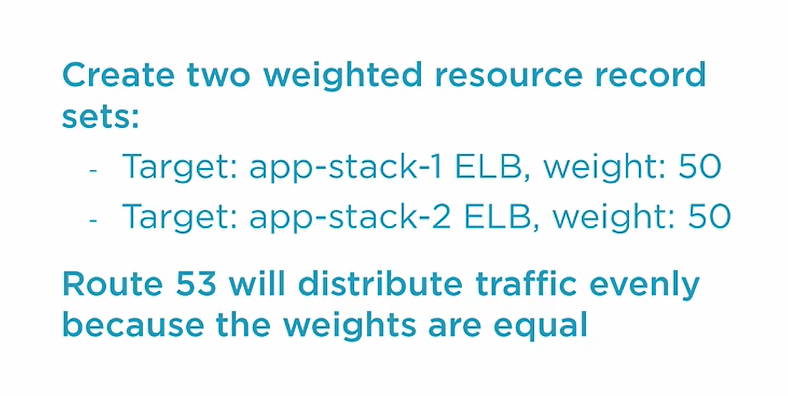 Create two weighted resource record
sets:
- Target: app-stack-1 ELB, weight: 50
- Target: app-stack-2 ELB, weight: 50
Route 53 will distribute traffic evenly
because the weights are equal